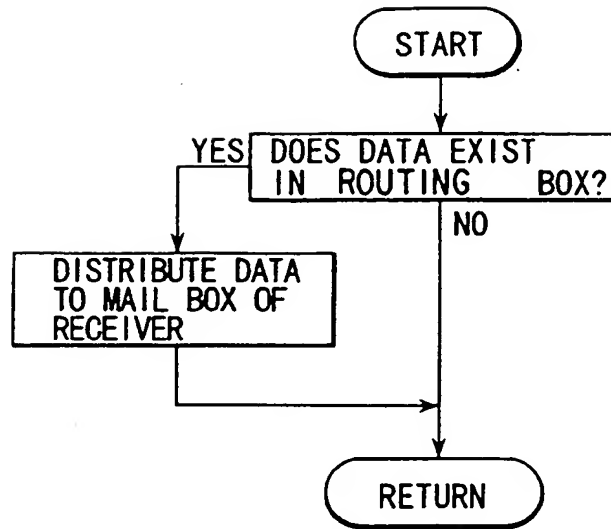 START
YES
DOES DATA EXIST
IN ROUTING BOX?
NO
DISTRIBUTE DATA
TO MAIL BOX OF
RECEIVER
RETURN